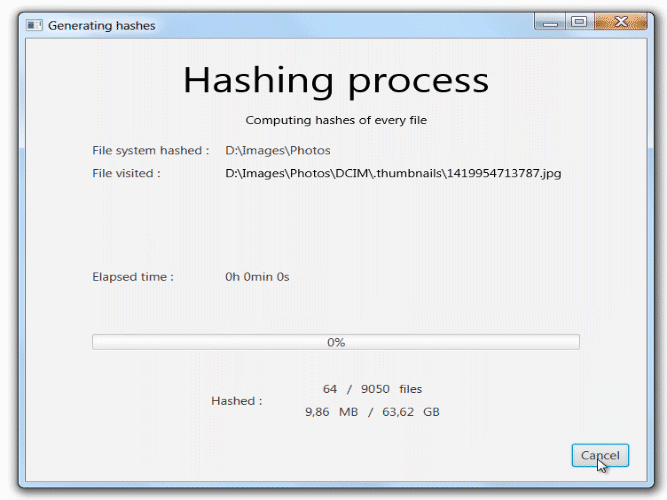 Generating hashes
Hashing process
Computing hashes of every file
File system hashed : D:\Images\Photos
File visited : D:\Images\Photos\DCIM\.thumbnails\1419954713787.jpg
Elapsed time : 0h 0min 0s
0%
64 / 9050 files
Hashed :
9,86 MB / 63,62 GB
Cancel